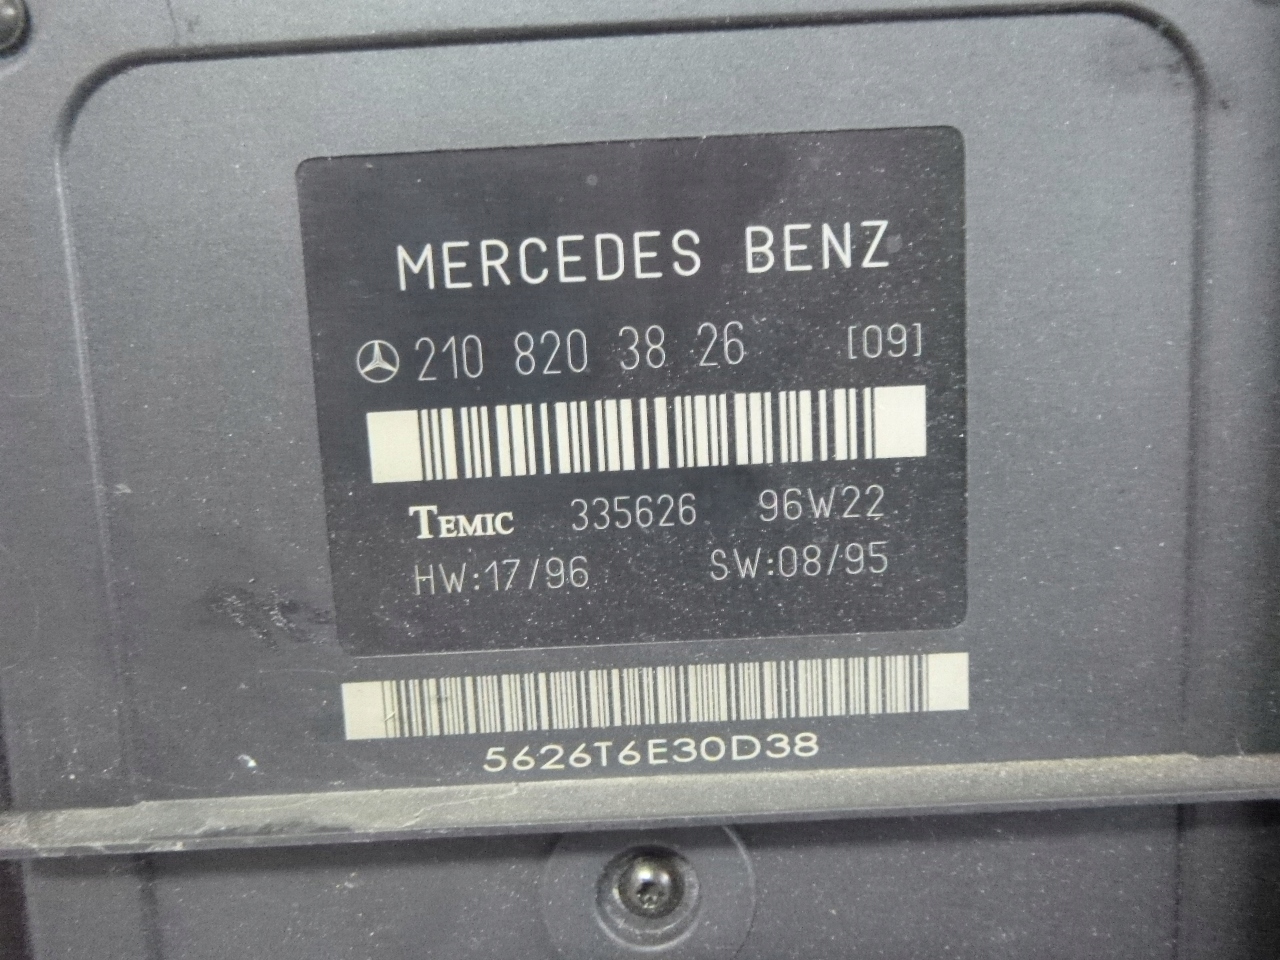 MERCEDES BENZ
210 820 38 26 [09]
TEMIC 335626 96W22
HW:17/96 SW:08/95
5626T6E30D38